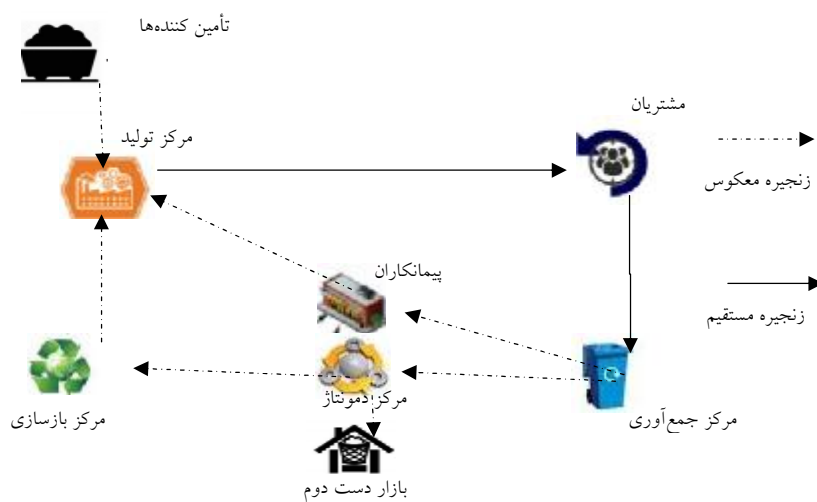 تأمین کننده‌ها
مشتریان
مرکز تولید
زنجیره معکوس
پیمانکاران
زنجیره مستقیم
مرکز دمونتاژ
مرکز بازسازی
مرکز جمع‌آوری
بازار دست دوم